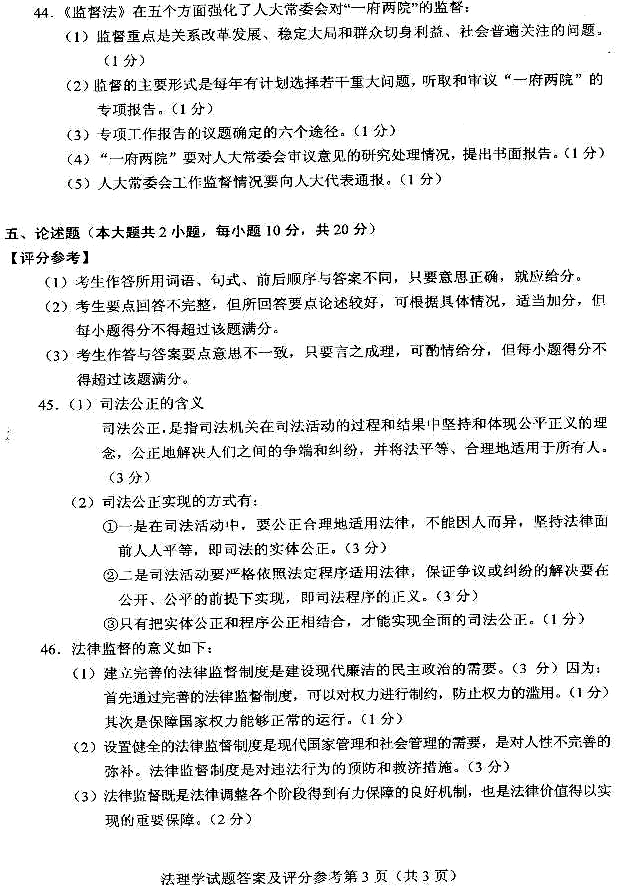 44．《监督法》在五个方面强化了人大常委会对“一府两院”的监督：
（1）监督重点是关系改革发展、稳定大局和群众切身利益、社会普遍关注的问题。
（1分）
（2）监督的主要形式是每年有计划选择若干重大问题，听取和审议“一府两院”的
专项报告。（1分）
（3）专项工作报告的议题确定的六个途径。（1分）
（4）“一府两院”要对人大常委会审议意见的研究处理情况，提出书面报告。（1分）
（5）人大常委会工作监督情况要向人大代表通报。（1分）
五、论述题（本大题共2小题，每小题10分，共20分）
【评分参考】
（1）考生作答所用词语、句式、前后顺序与答案不同，只要意思正确，就应给分。
（2）考生要点回答不完整，但所回答要点论述较好，可根据具体情况，适当加分，但
每小题得分不得超过该题满分。
（3）考生作答与答案要点意思不一致，只要言之成理，可酌情给分，但每小题得分不
得超过该题满分。
45．（1）司法公正的含义
司法公正，是指司法机关在司法活动的过程和结果中坚持和体现公平正义的理
念，公正地解决人们之间的争端和纠纷，并将法平等、合理地适用于所有人。
（3分）
（2）司法公正实现的方式有：
①一是在司法活动中，要公正合理地适用法律，不能因人而异，坚持法律面
前人人平等，即司法的实体公正。（3分）
②二是司法活动要严格依照法定程序适用法律，保证争议或纠纷的解决要在
公开、公平的前提下实现，即司法程序的正义。（3分）
③只有把实体公正和程序公正相结合，才能实现全面的司法公正。（1分）
46．法律监督的意义如下：
（1）建立完善的法律监督制度是建设现代廉洁的民主政治的需要。（3 分）因为：
首先通过完善的法律监督制度，可以对权力进行制约，防止权力的滥用。（1分）
其次是保障国家权力能够正常的运行。（1分）
（2）设置健全的法律监督制度是现代国家管理和社会管理的需要，是对人性不完善的
弥补。法律监督制度是对违法行为的预防和救济措施。（3分）
（3）法律监督既是法律调整各个阶段得到有力保障的良好机制，也是法律价值得以实
现的重要保障。（2分）
法理学试题答案及评分参考第3页（共3页）